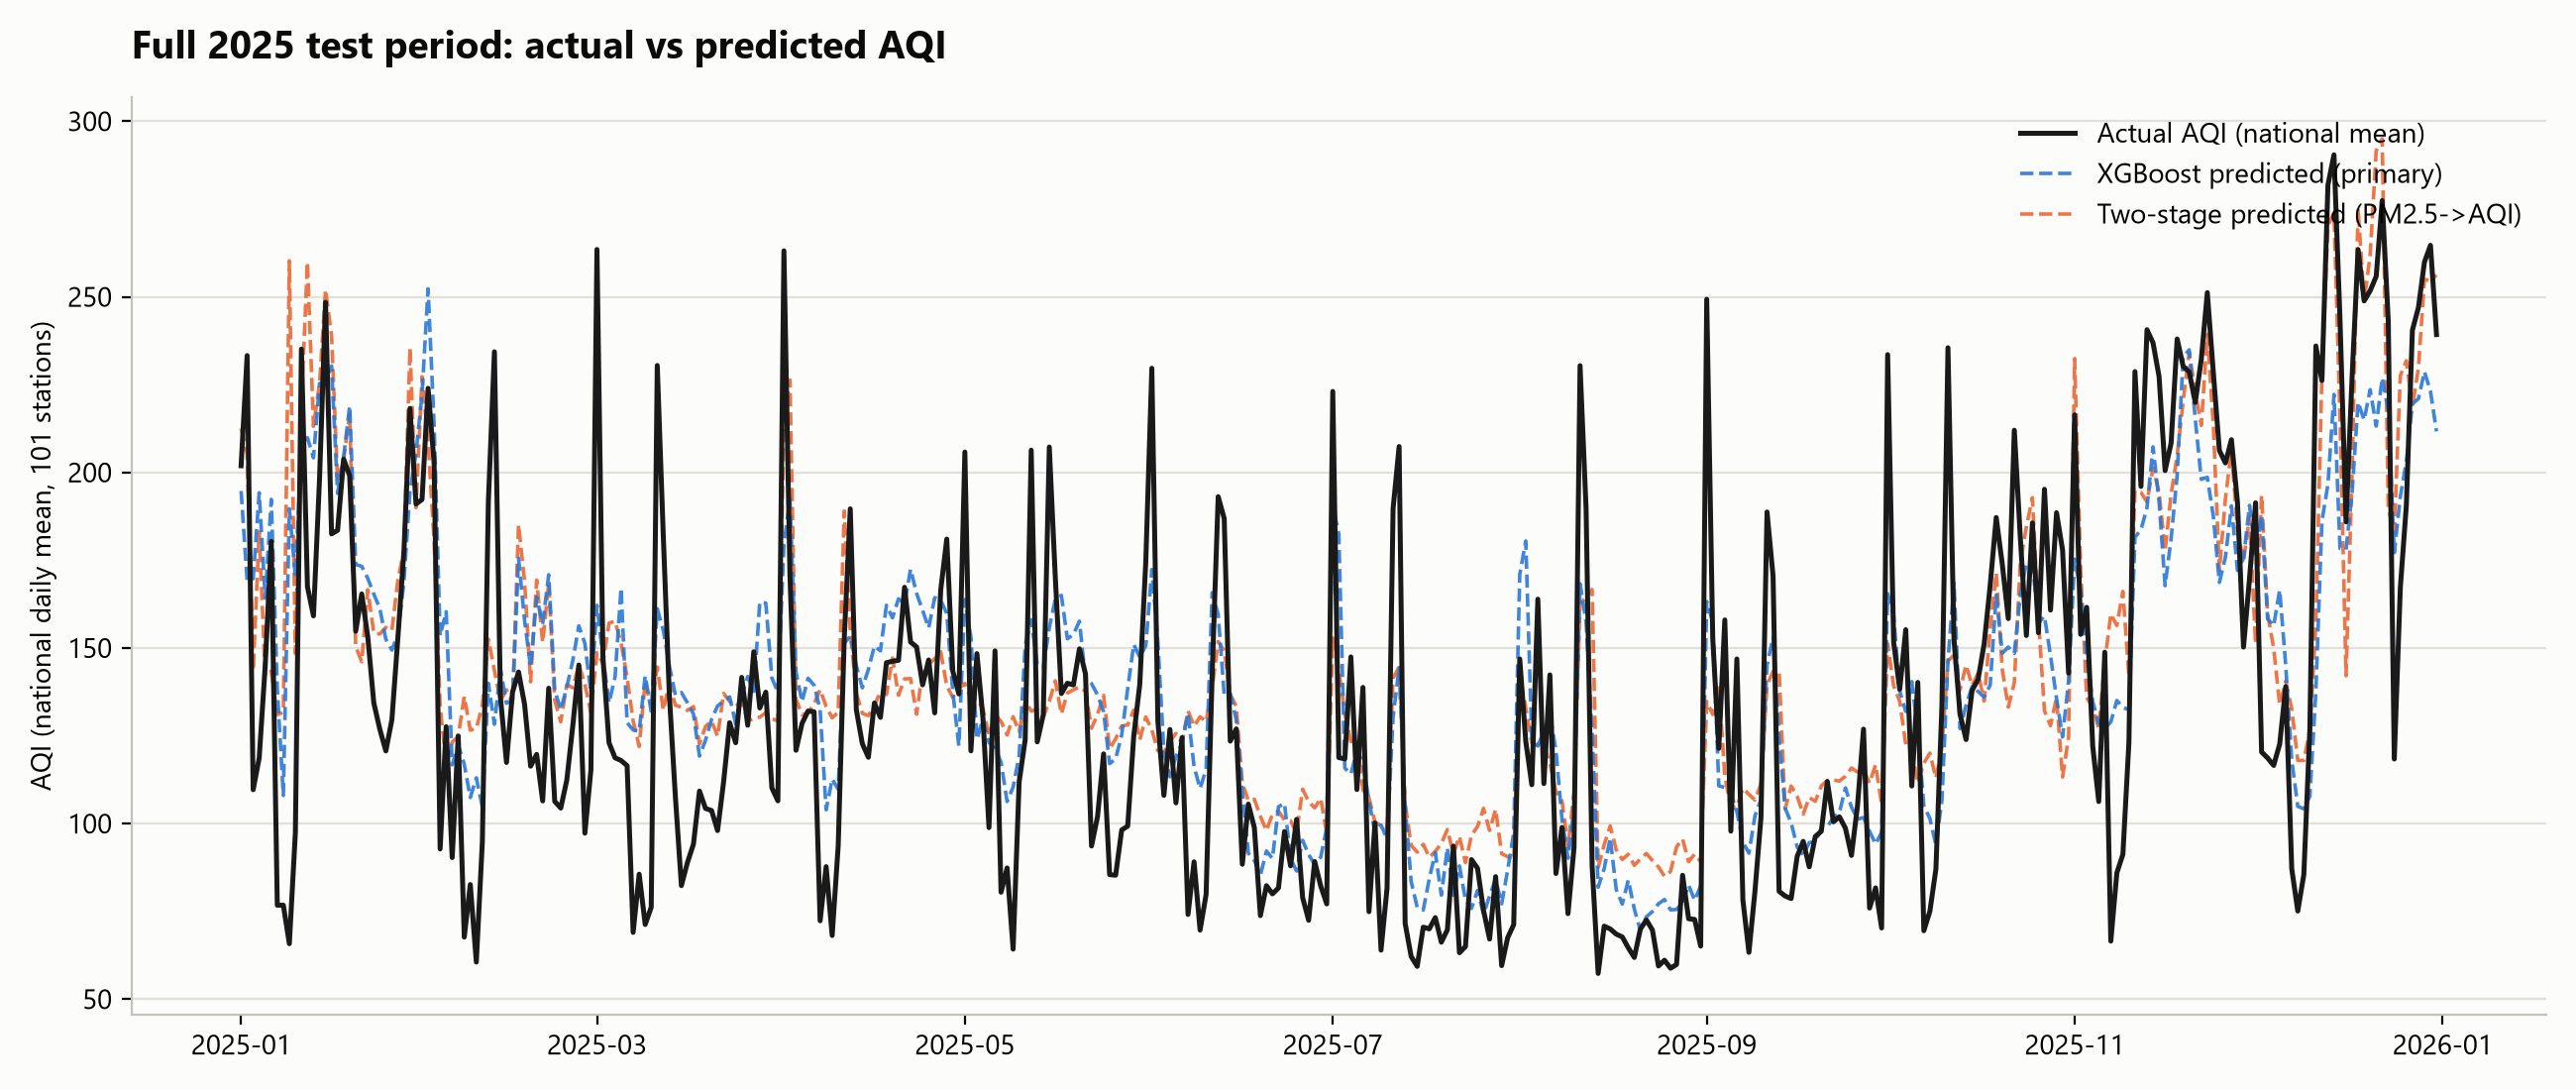 Full 2025 test period: actual vs predicted AQI
AQI (national daily mean, 101 stations)
300
250
200
150
100
50
Actual AQI (national mean)
XGBoost predicted (primary)
Two-stage predicted (PM2.5->AQI)
2025-01
2025-03
2025-05
2025-07
2025-09
2025-11
2026-01